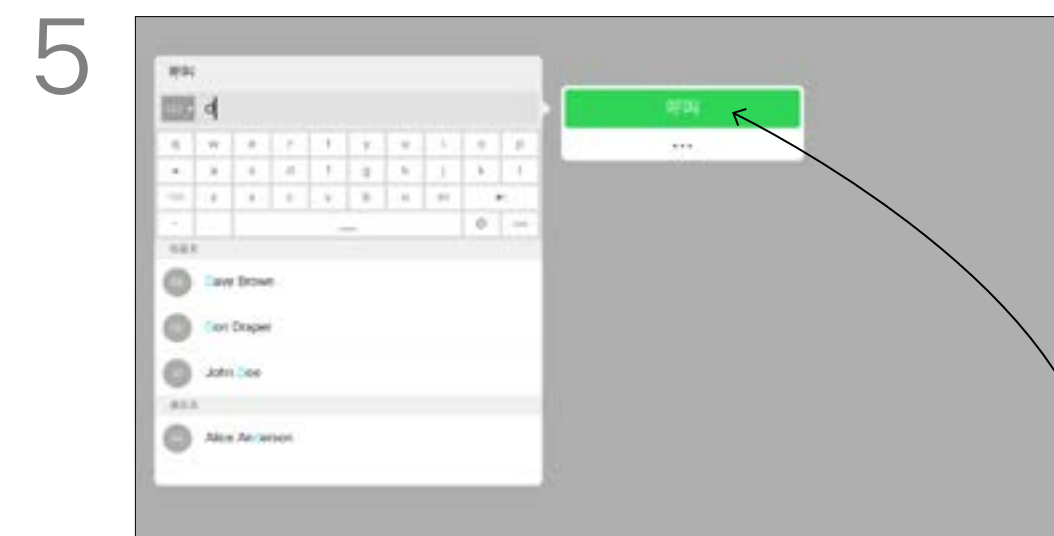 5
呼叫
d
呼叫
...
q w e r t y u i o p
a s d f g h j k l
z x c v b n m
Dave Brown
Don Draper
John Doe
Alice Anderson